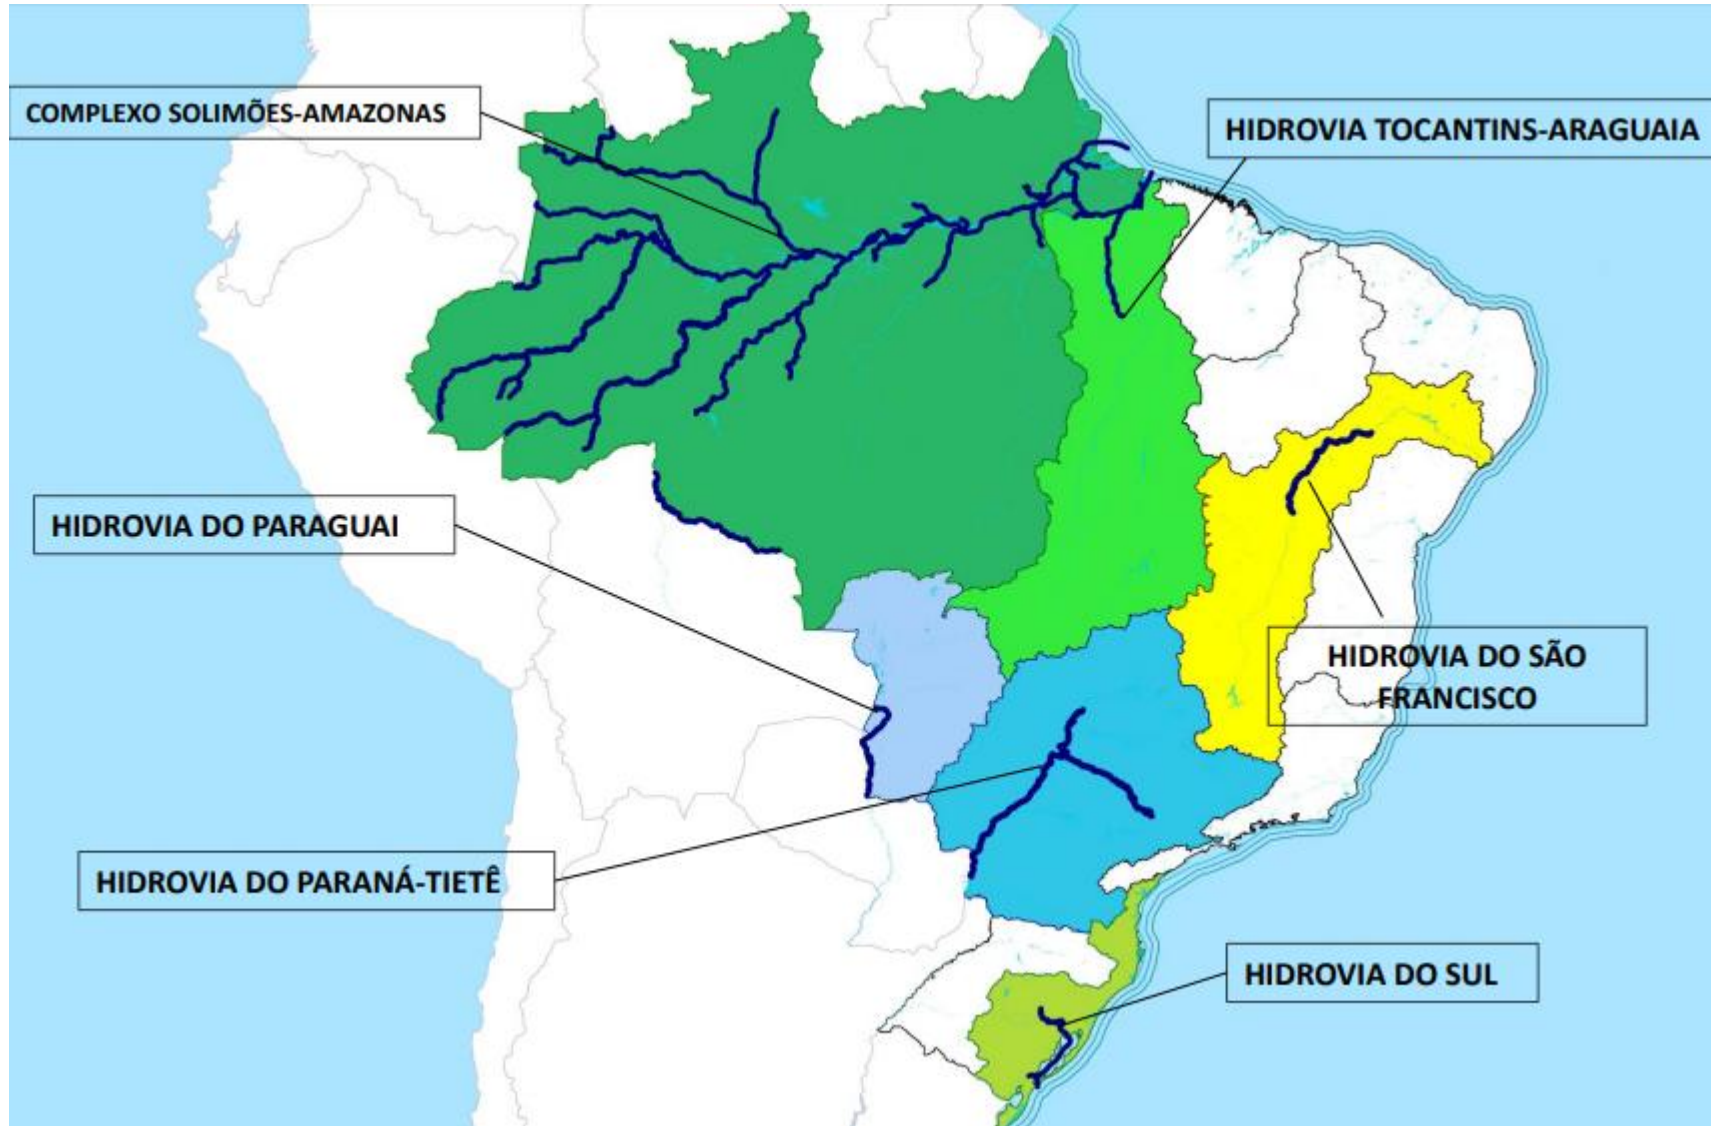 COMPLEXO SOLIMÕES-AMAZONAS
HIDROVIA TOCANTINS-ARAGUAIA
HIDROVIA DO PARAGUAI
HIDROVIA DO SÃO
FRANCISCO
HIDROVIA DO PARANÁ-TIETÊ
HIDROVIA DO SUL